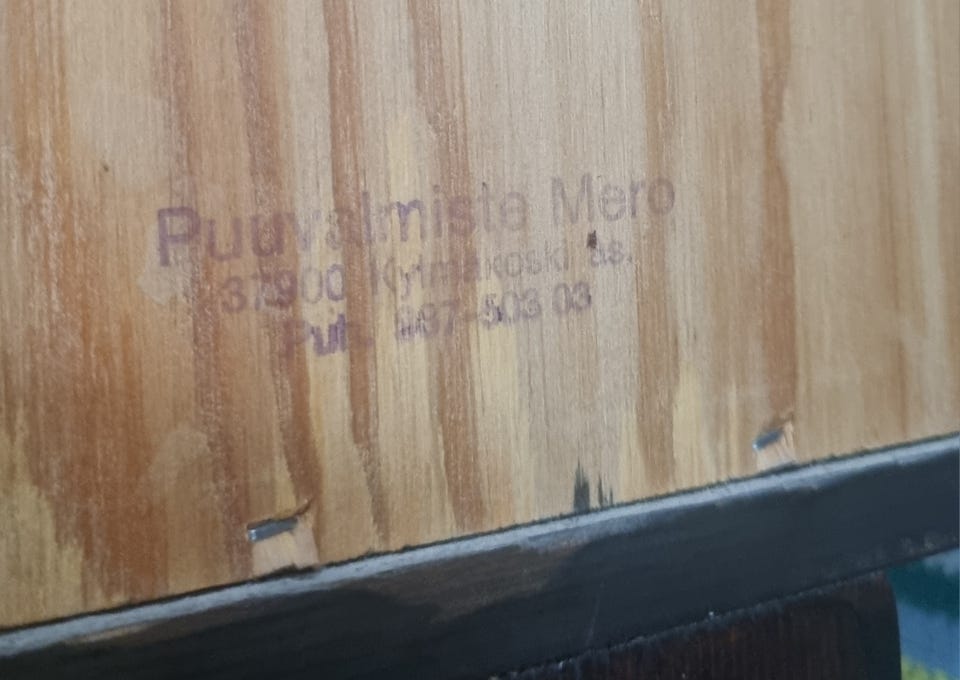 Puuvalmiste Mero
37900 Kylmäkoski as.
Puh. 937-503 03